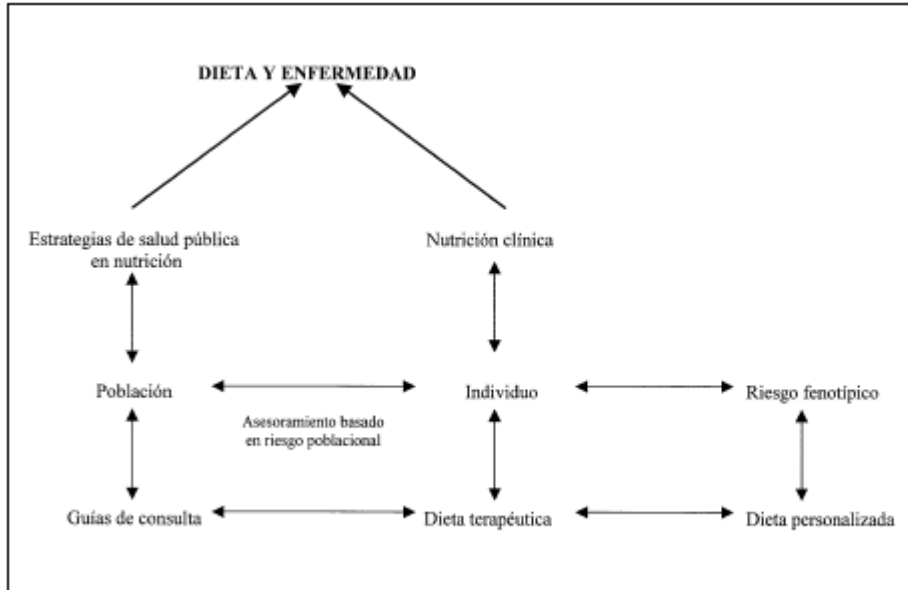 DIETA Y ENFERMEDAD
Estrategias de salud pública
en nutrición
Nutrición clínica
Población
Individuo
Riesgo fenotípico
Asesoramiento basado
en riesgo poblacional
Guías de consulta
Dieta terapéutica
Dieta personalizada